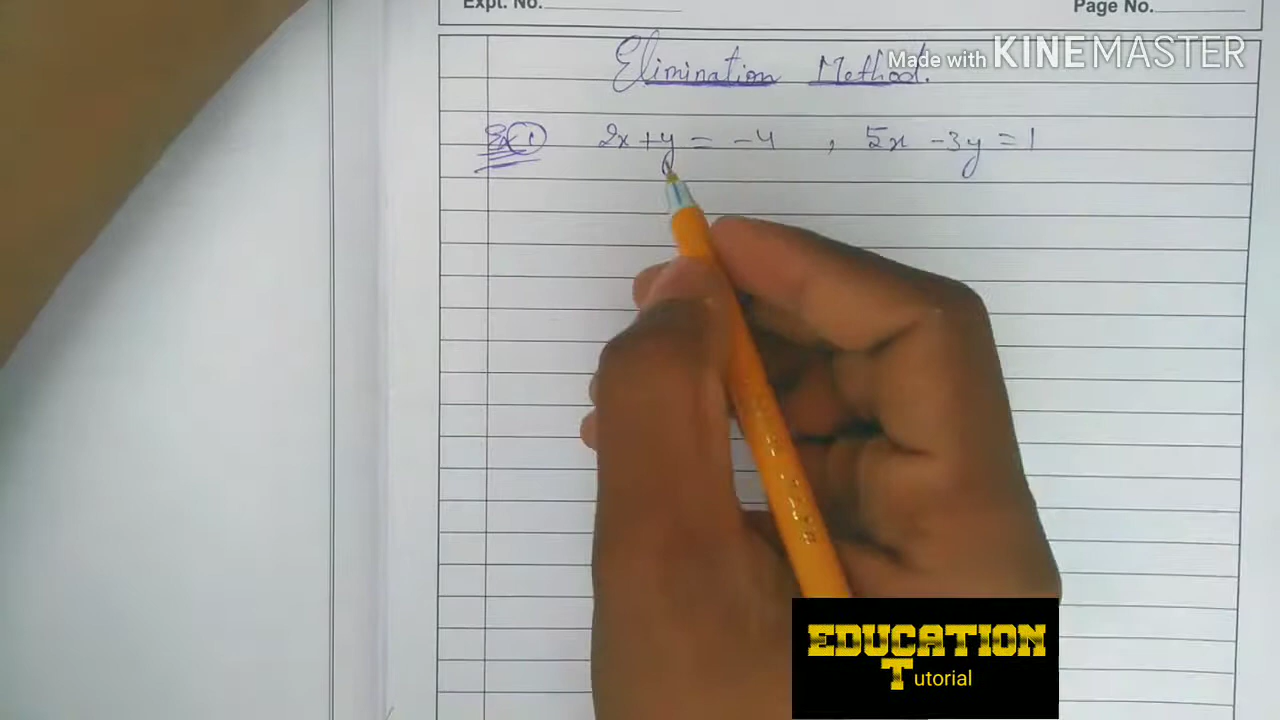 Expt. No. Page No.
Made with KINEMASTER
Elimination Method.
Ex 1 2x + y = -4 , 5x - 3y = 1
EDUCATION
Tutorial